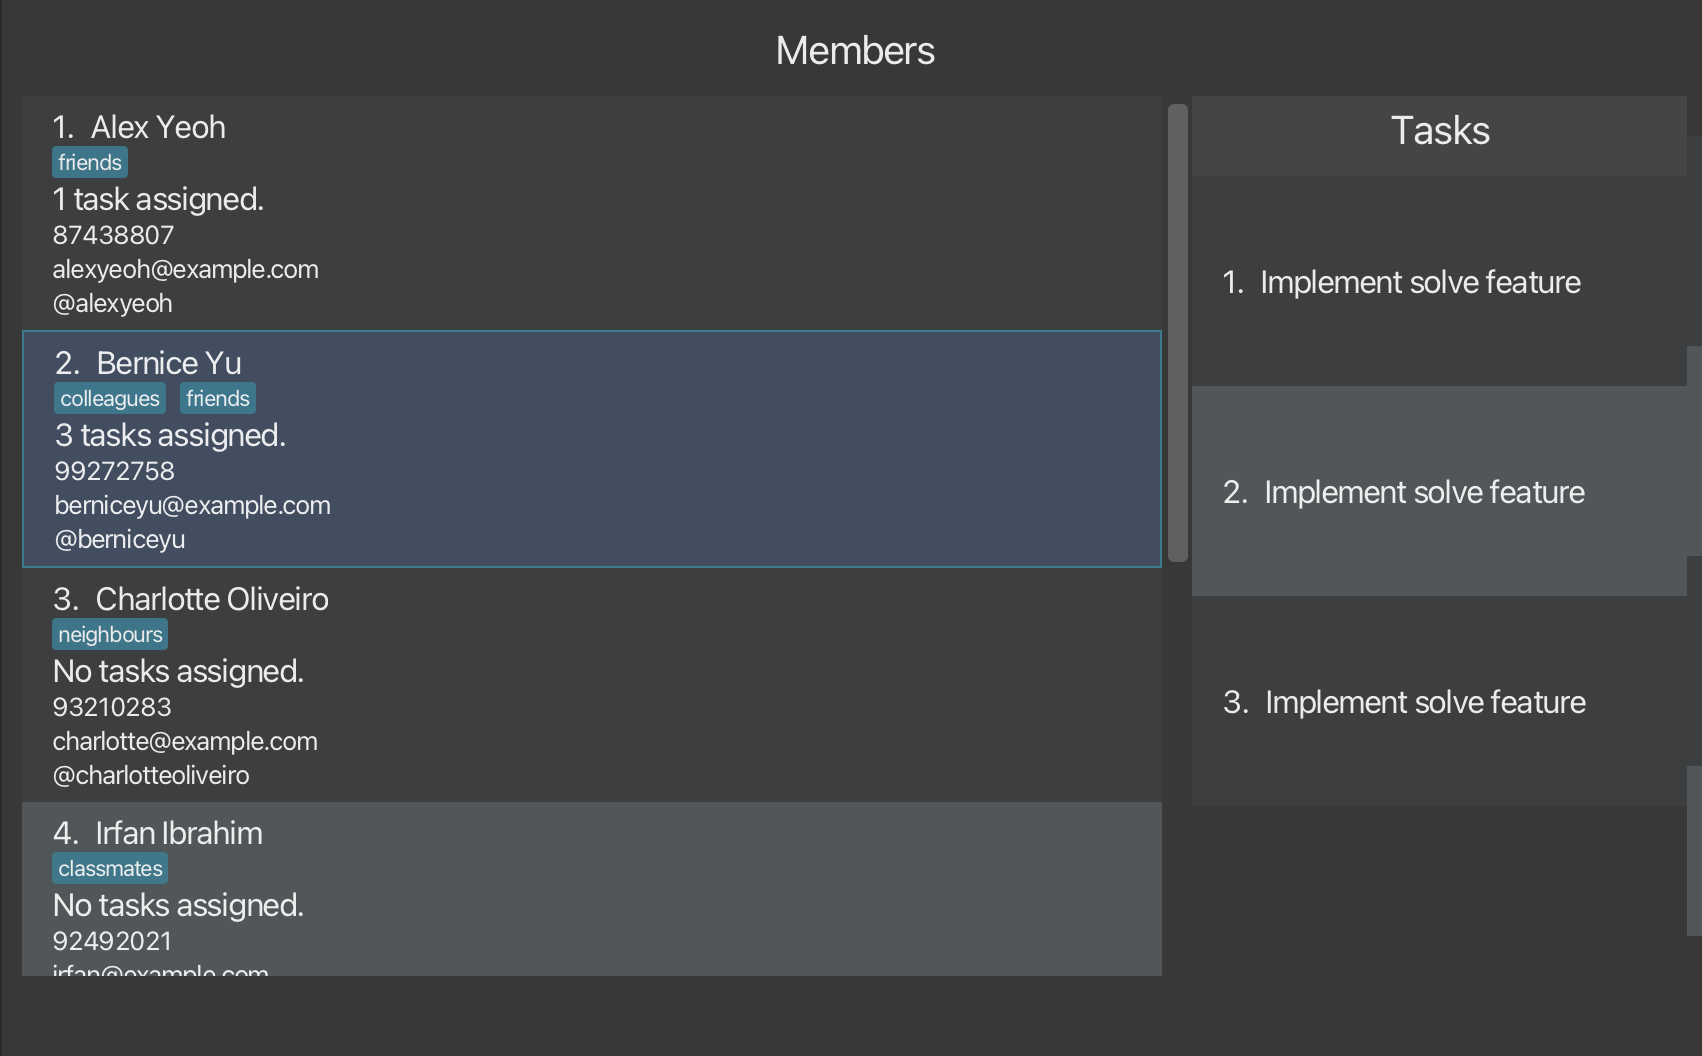 Members
1. Alex Yeoh
friends
1 task assigned.
87438807
alexyeoh@example.com
@alexyeoh
2. Bernice Yu
colleagues friends
3 tasks assigned.
99272758
berniceyu@example.com
@berniceyu
3. Charlotte Oliveiro
neighbours
No tasks assigned.
93210283
charlotte@example.com
@charlotteoliveiro
4. Irfan Ibrahim
classmates
No tasks assigned.
92492021
irfan@example.com
Tasks
1. Implement solve feature
2. Implement solve feature
3. Implement solve feature